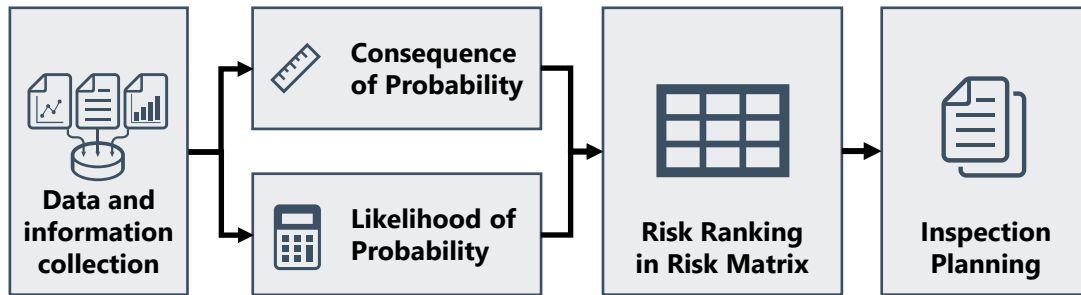 Data and
information
collection
Consequence
of Probability
Likelihood of
Probability
Risk Ranking
in Risk Matrix
Inspection
Planning